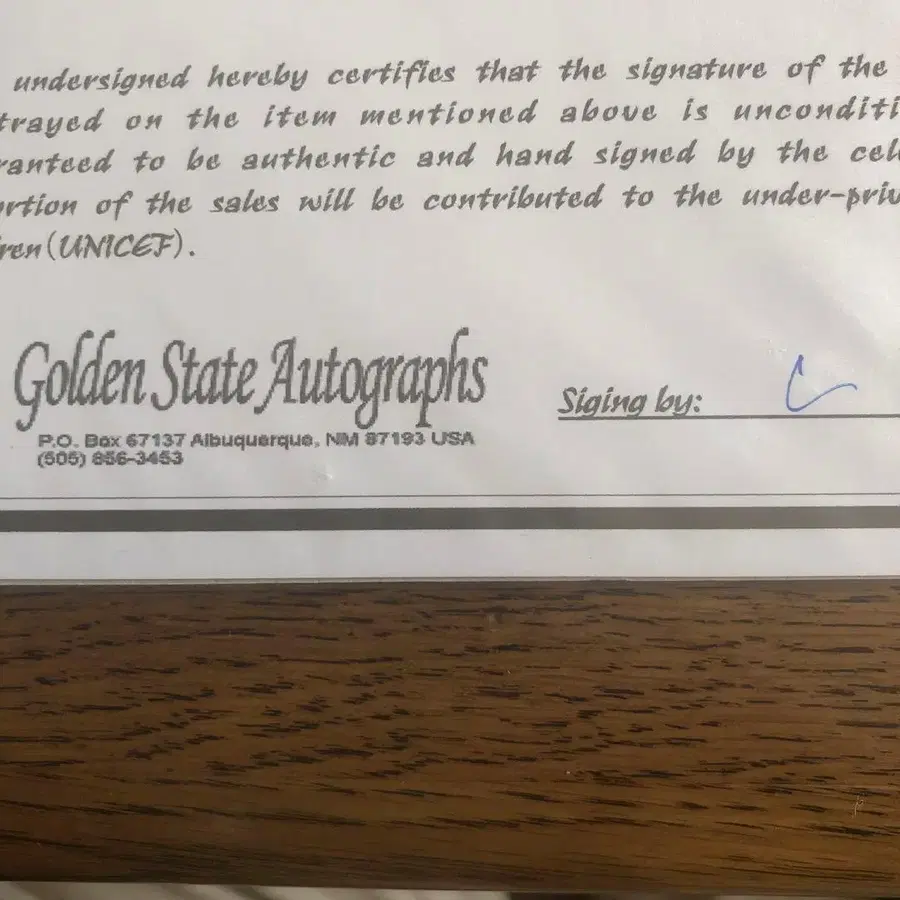 undersigned hereby certifies that the signature of the
trayed on the item mentioned above is unconditi
ranteed to be authentic and hand signed by the cele
ortion of the sales will be contributed to the under-priv
ren(UNICEF).
Golden State Autographs
P.O. Box 67137 Albuquerque, NM 87193 USA
(505) 856-3453
Siging by: